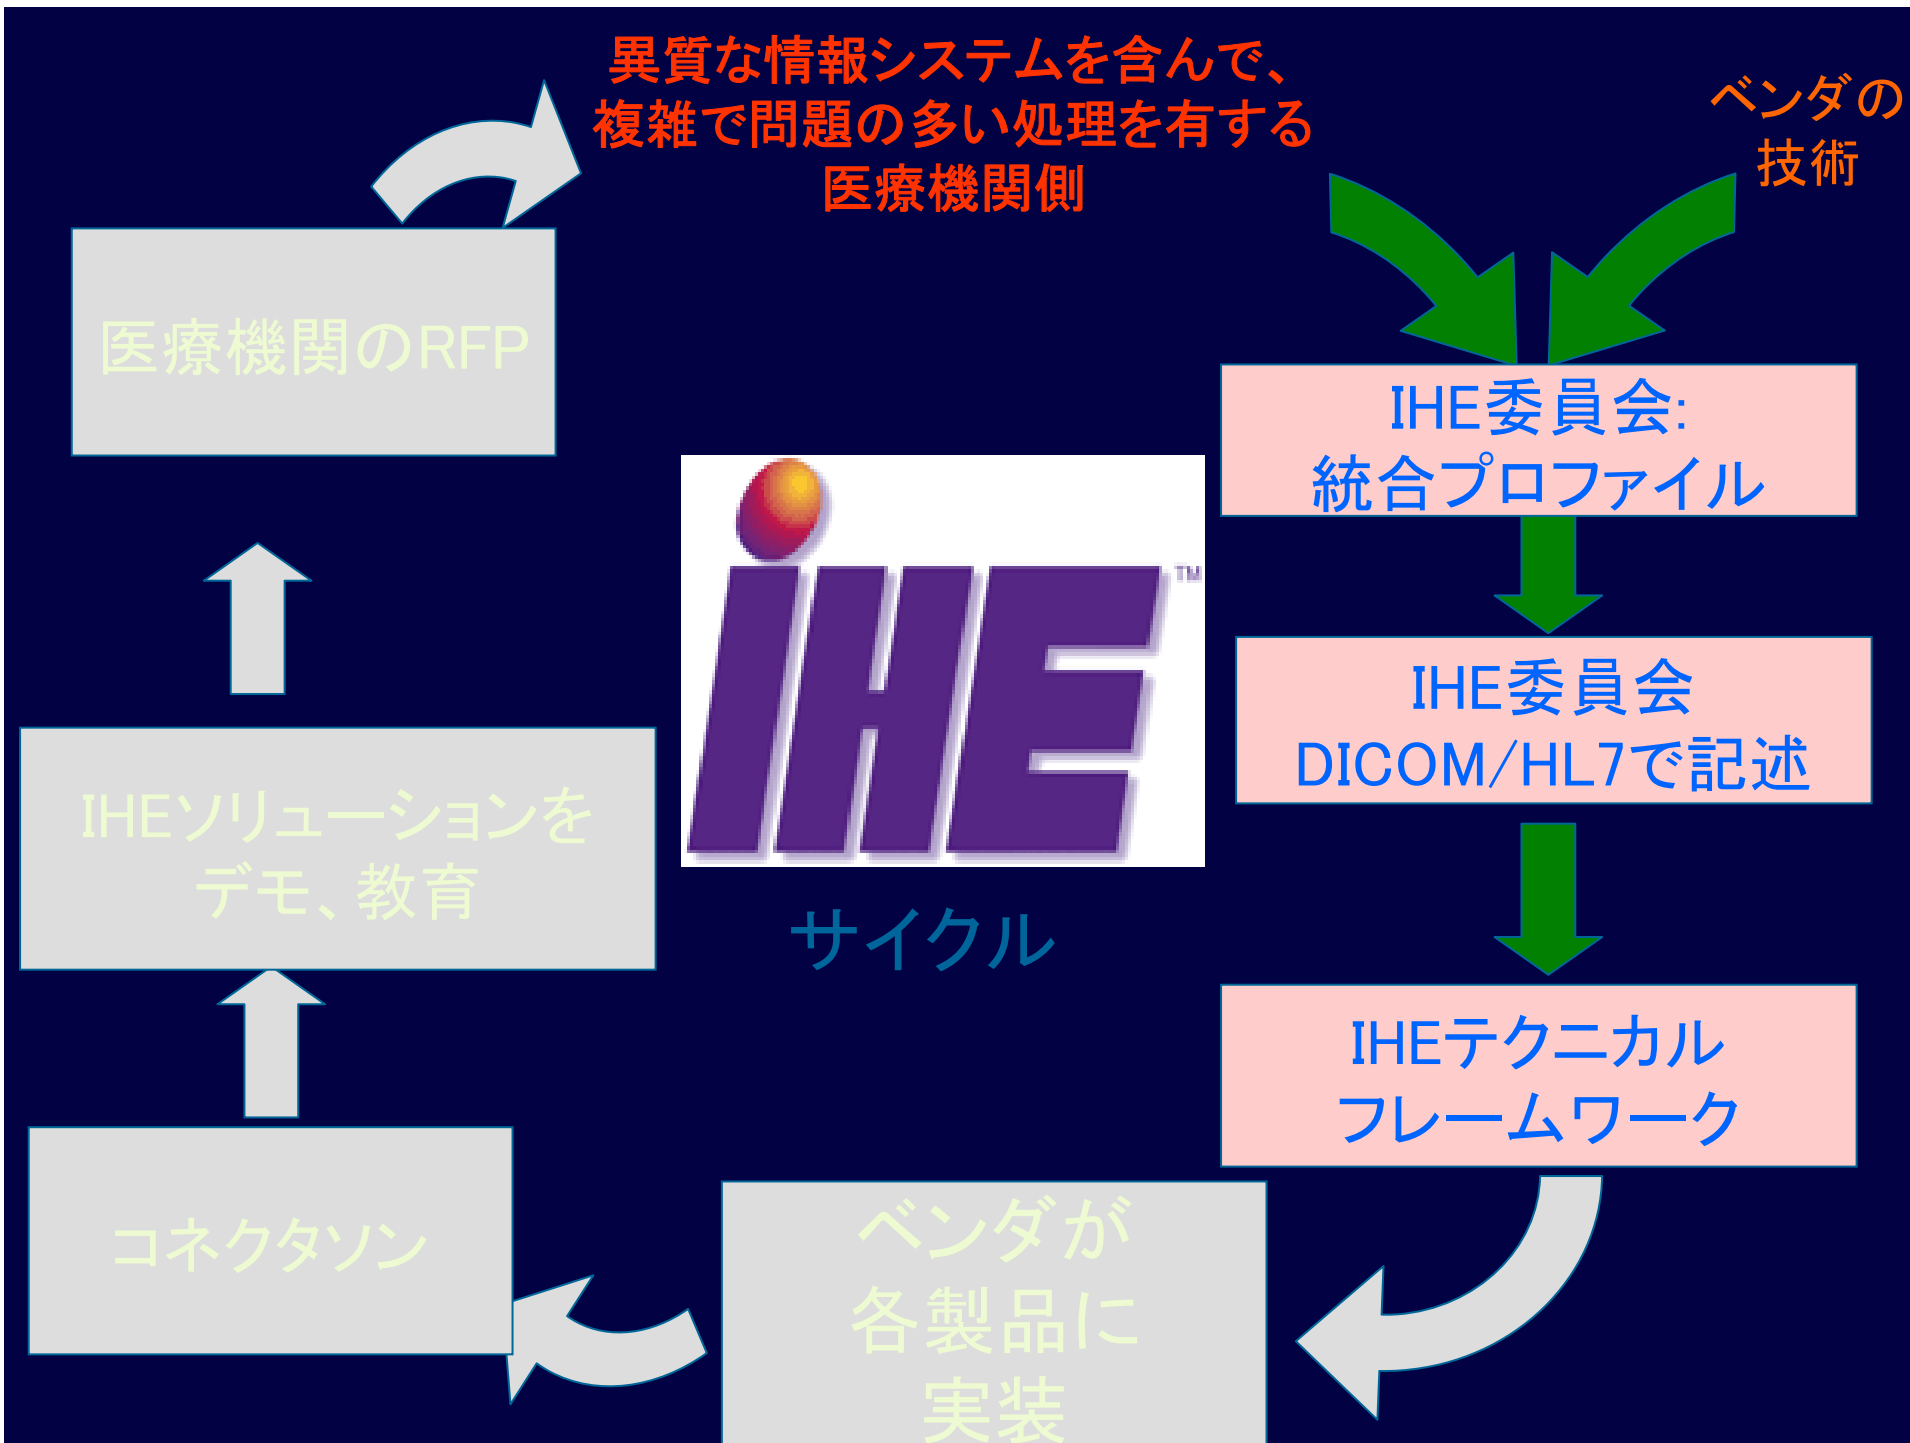 異質な情報システムを含んで、
複雑で問題の多い処理を有する
医療機関側
ベンダの
技術
医療機関のRFP
IHE委員会:
統合プロファイル
IHE
TM
IHE委員会
DICOM/HL7で記述
IHEソリューションを
デモ、教育
サイクル
IHEテクニカル
フレームワーク
コネクタソン
ベンダが
各製品に
実装